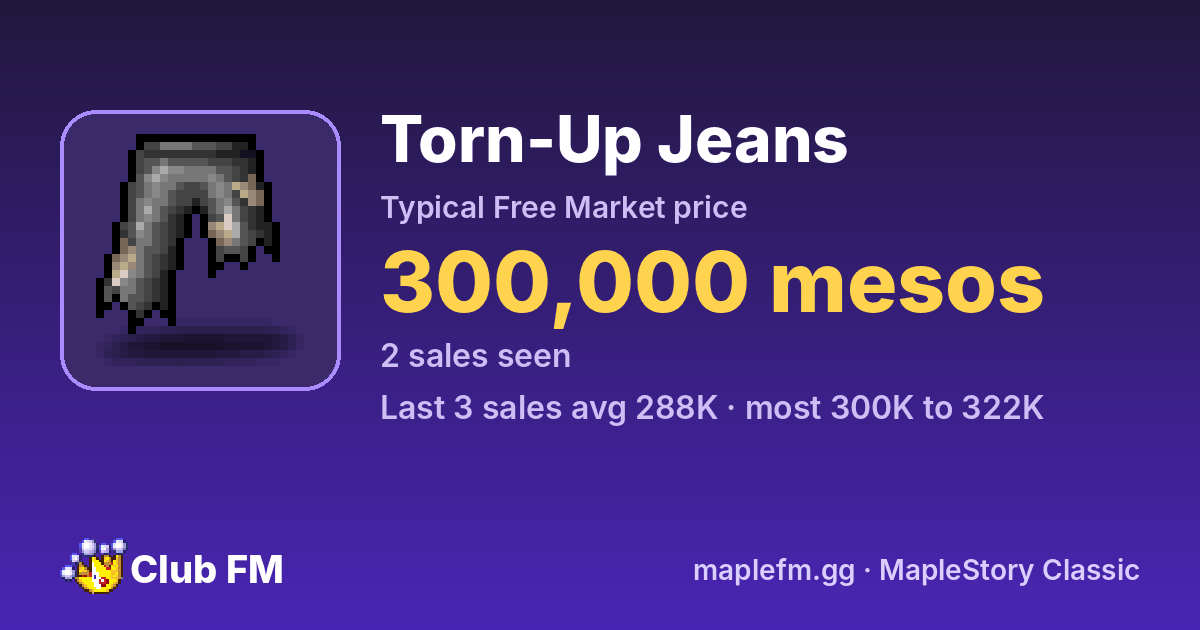 Torn-Up Jeans
Typical Free Market price
300,000 mesos
2 sales seen
Last 3 sales avg 288K · most 300K to 322K
Club FM
maplefm.gg · MapleStory Classic